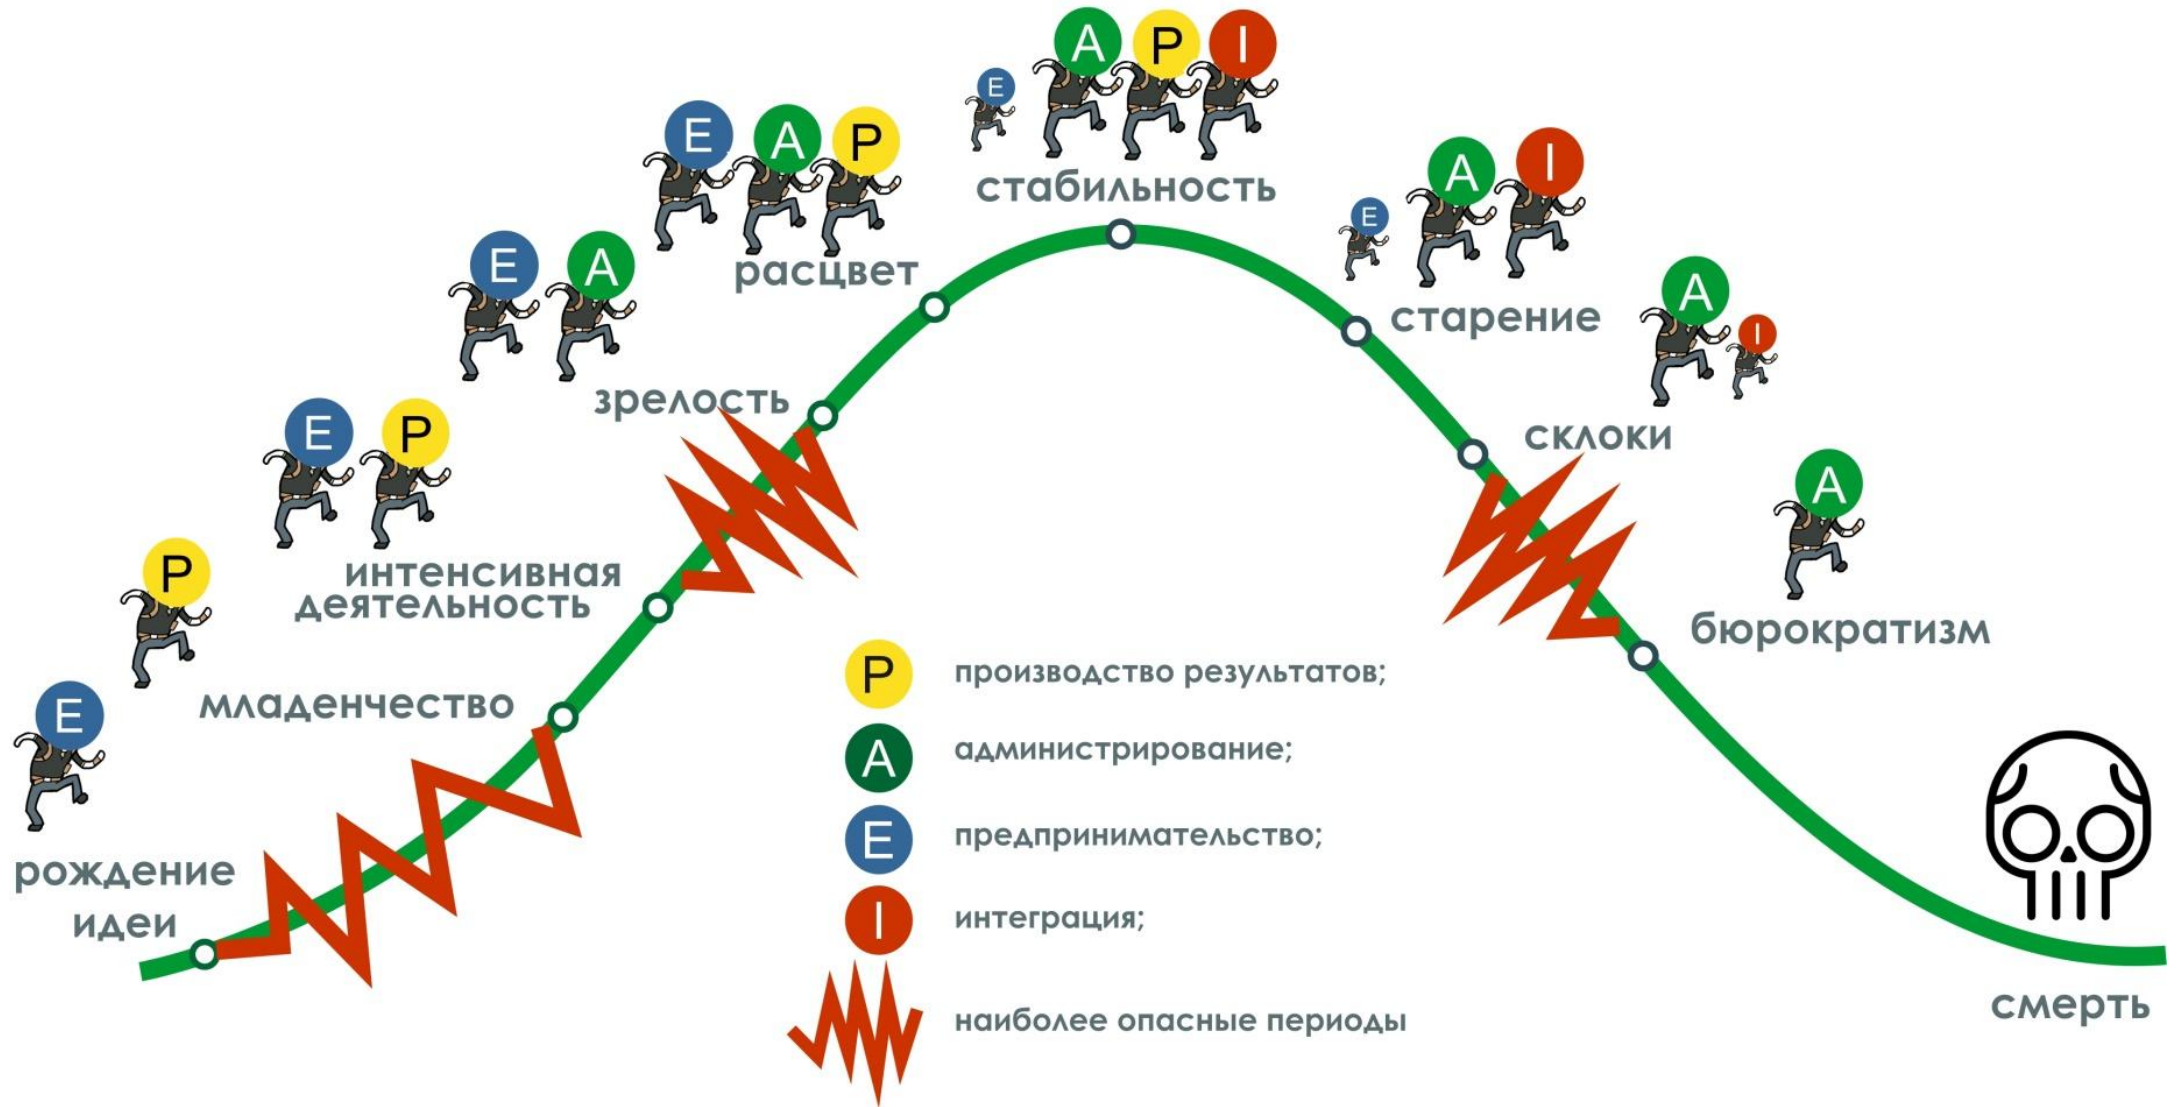 E
рождение
идеи
P
младенчество
E P
интенсивная
деятельность
E A
зрелость
E A P
расцвет
E A P I
стабильность
E A I
старение
A I
склоки
A
бюрократизм
смерть
P производство результатов;
A администрирование;
E предпринимательство;
I интеграция;
наиболее опасные периоды